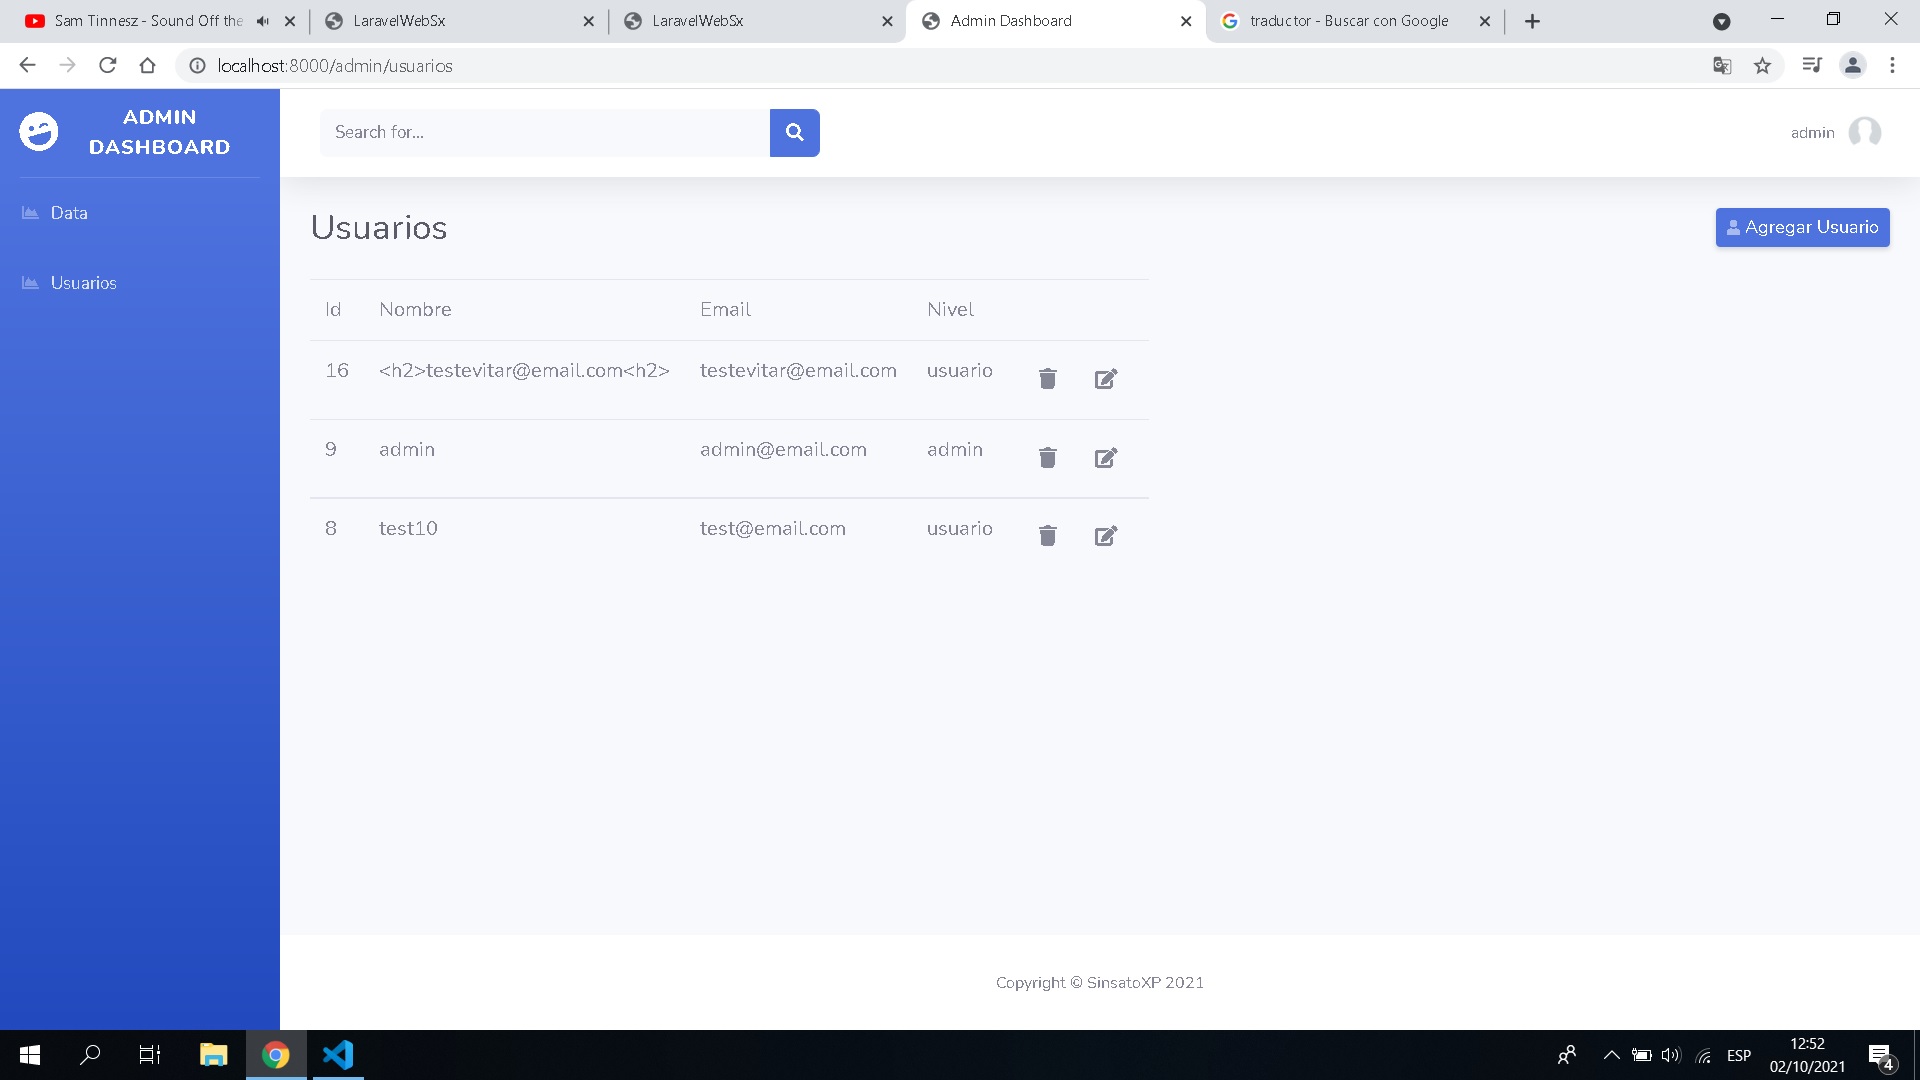 Sam Tinnesz - Sound Off the
LaravelWebSx
LaravelWebSx
Admin Dashboard
traductor - Buscar con Google
localhost:8000/admin/usuarios
ADMIN
DASHBOARD
Search for...
admin
Data
Usuarios
Usuarios
Agregar Usuario
Id Nombre Email Nivel
16 <h2>testevitar@email.com<h2> testevitar@email.com usuario
9 admin admin@email.com admin
8 test10 test@email.com usuario
Copyright © SinsatoXP 2021
ESP
12:52
02/10/2021
4